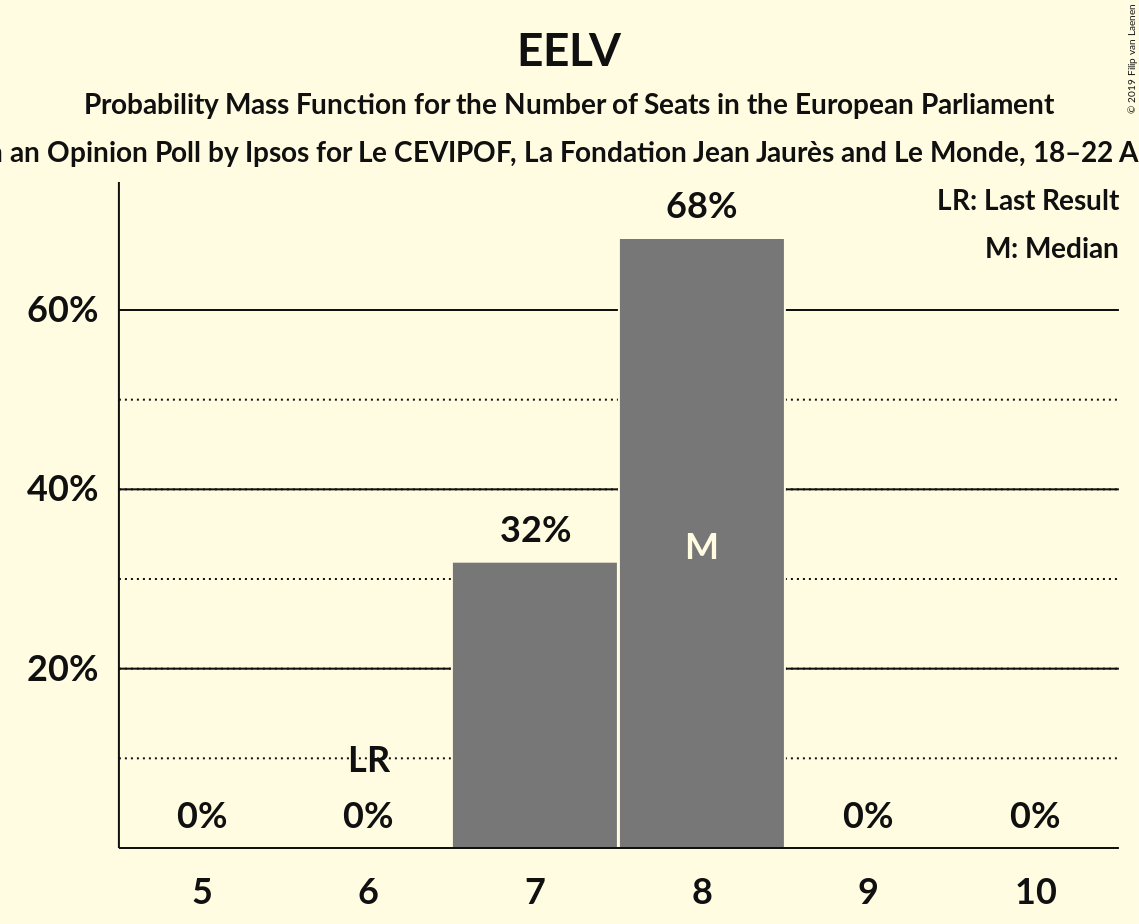 EELV
Probability Mass Function for the Number of Seats in the European Parliament
an Opinion Poll by Ipsos for Le CEVIPOF, La Fondation Jean Jaurès and Le Monde, 18–22 A
© 2019 Filip van Laenen
LR: Last Result
M: Median
68%
60%
40%
32%
M
20%
LR
0%
0%
0%
0%
5
6
7
8
9
10